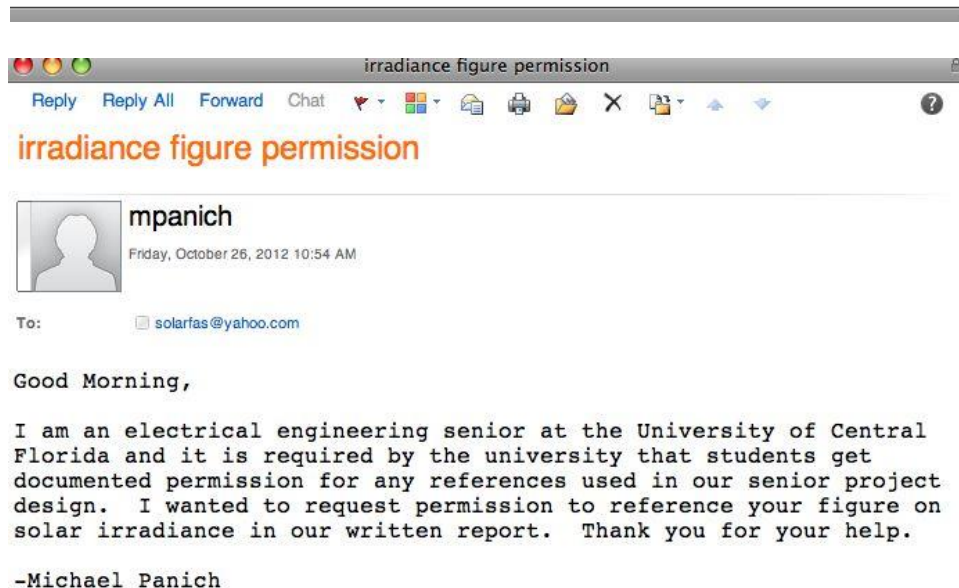 irradiance figure permission
Reply Reply All Forward Chat ?
irradiance figure permission
mpanich
Friday, October 26, 2012 10:54 AM
To: solarfas@yahoo.com
Good Morning,
I am an electrical engineering senior at the University of Central
Florida and it is required by the university that students get
documented permission for any references used in our senior project
design.  I wanted to request permission to reference your figure on
solar irradiance in our written report.  Thank you for your help.
-Michael Panich